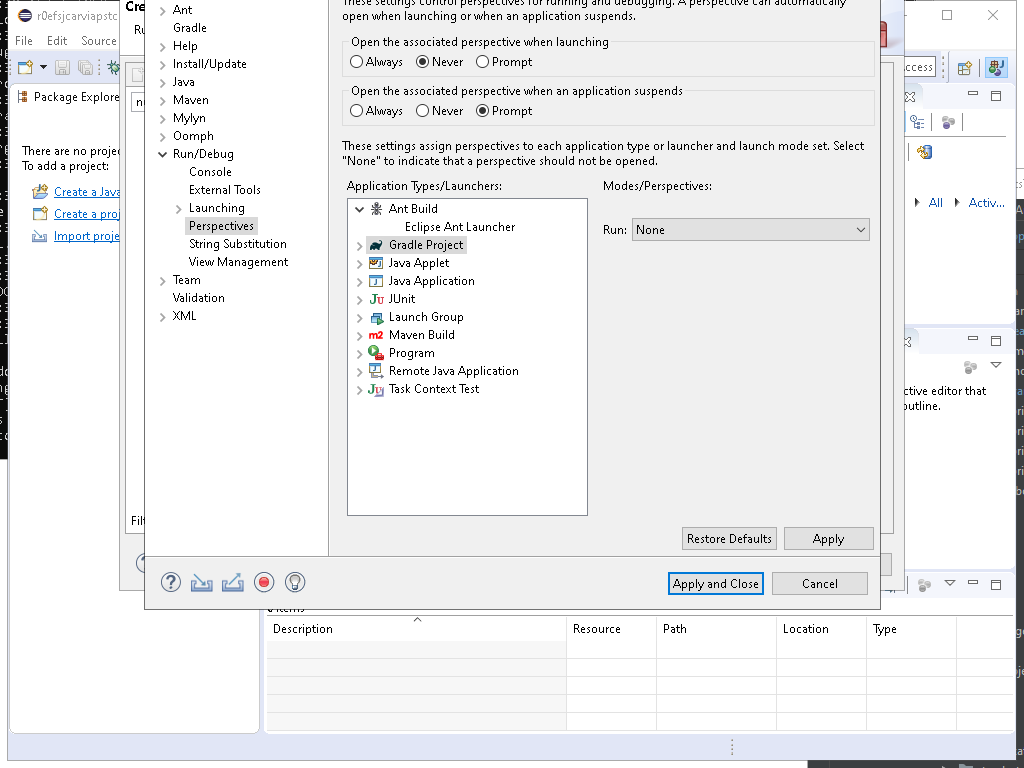 r0efsjcarviapstc
File Edit Source
Package Explore
There are no projec
To add a project:
Create a Java
Create a proj
Import proje
Cre
Ru
Filt
Ant
Gradle
Help
Install/Update
Java
Maven
Mylyn
Oomph
Run/Debug
Console
External Tools
Launching
Perspectives
String Substitution
View Management
Team
Validation
XML
These settings control perspectives for running and debugging. A perspective can automatically
open when launching or when an application suspends.
Open the associated perspective when launching
Always Never Prompt
Open the associated perspective when an application suspends
Always Never Prompt
These settings assign perspectives to each application type or launcher and launch mode set. Select
"None" to indicate that a perspective should not be opened.
Application Types/Launchers:
Modes/Perspectives:
Ant Build
Eclipse Ant Launcher
Gradle Project
Java Applet
Java Application
JUnit
Launch Group
Maven Build
Program
Remote Java Application
Task Context Test
Run: None
Restore Defaults Apply
Apply and Close Cancel
ccess
All Activ...
ctive editor that
outline.
Description Resource Path Location Type